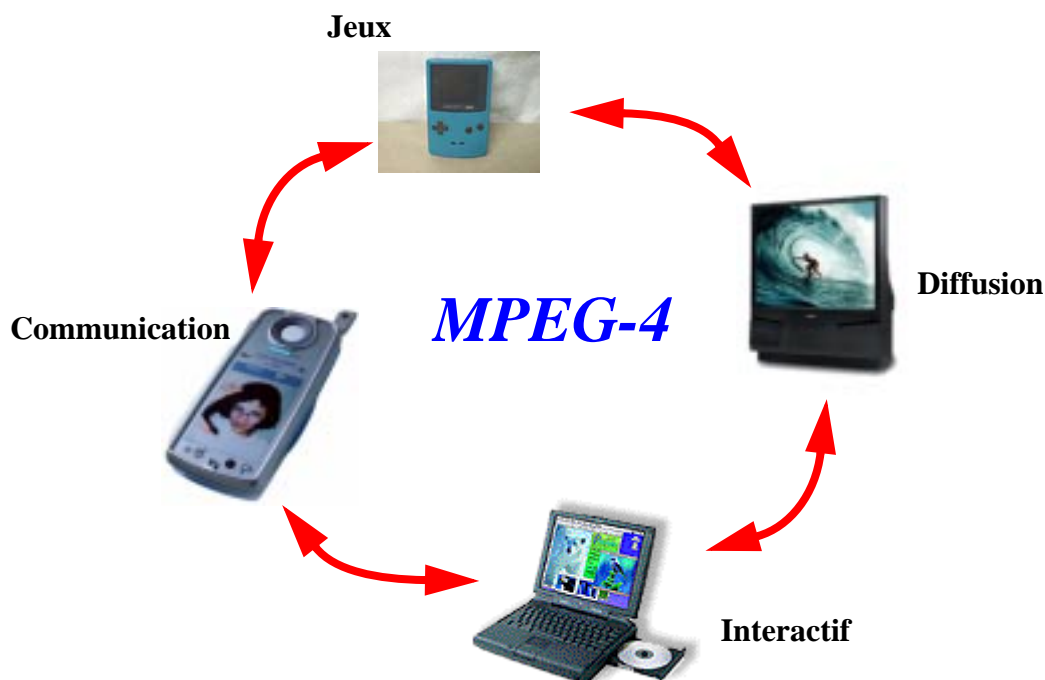 Jeux
Diffusion
Communication
MPEG-4
Interactif